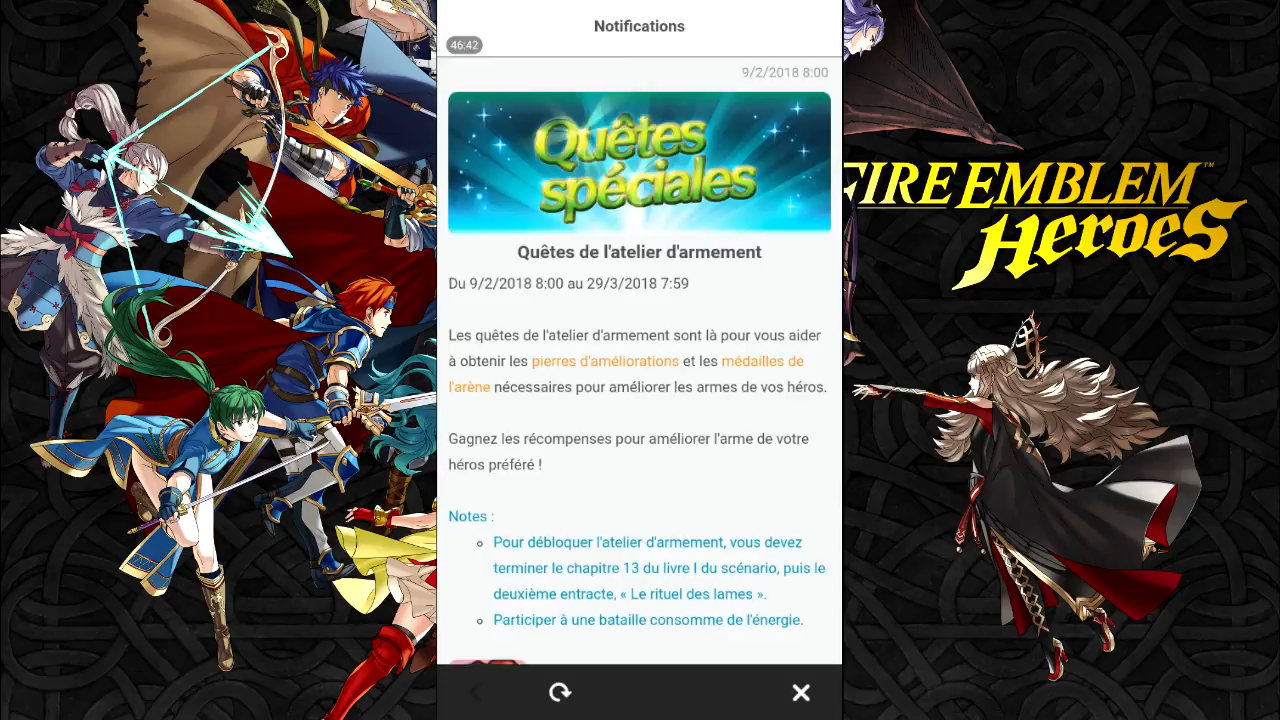 Notifications
46:42
9/2/2018 8:00
Quêtes
spéciales
Quêtes de l'atelier d'armement
Du 9/2/2018 8:00 au 29/3/2018 7:59
Les quêtes de l'atelier d'armement sont là pour vous aider
à obtenir les pierres d'améliorations et les médailles de
l'arène nécessaires pour améliorer les armes de vos héros.
Gagnez les récompenses pour améliorer l'arme de votre
héros préféré !
Notes :
Pour débloquer l'atelier d'armement, vous devez
terminer le chapitre 13 du livre I du scénario, puis le
deuxième entracte, « Le rituel des lames ».
Participer à une bataille consomme de l'énergie.
FIRE EMBLEM™
Heroes